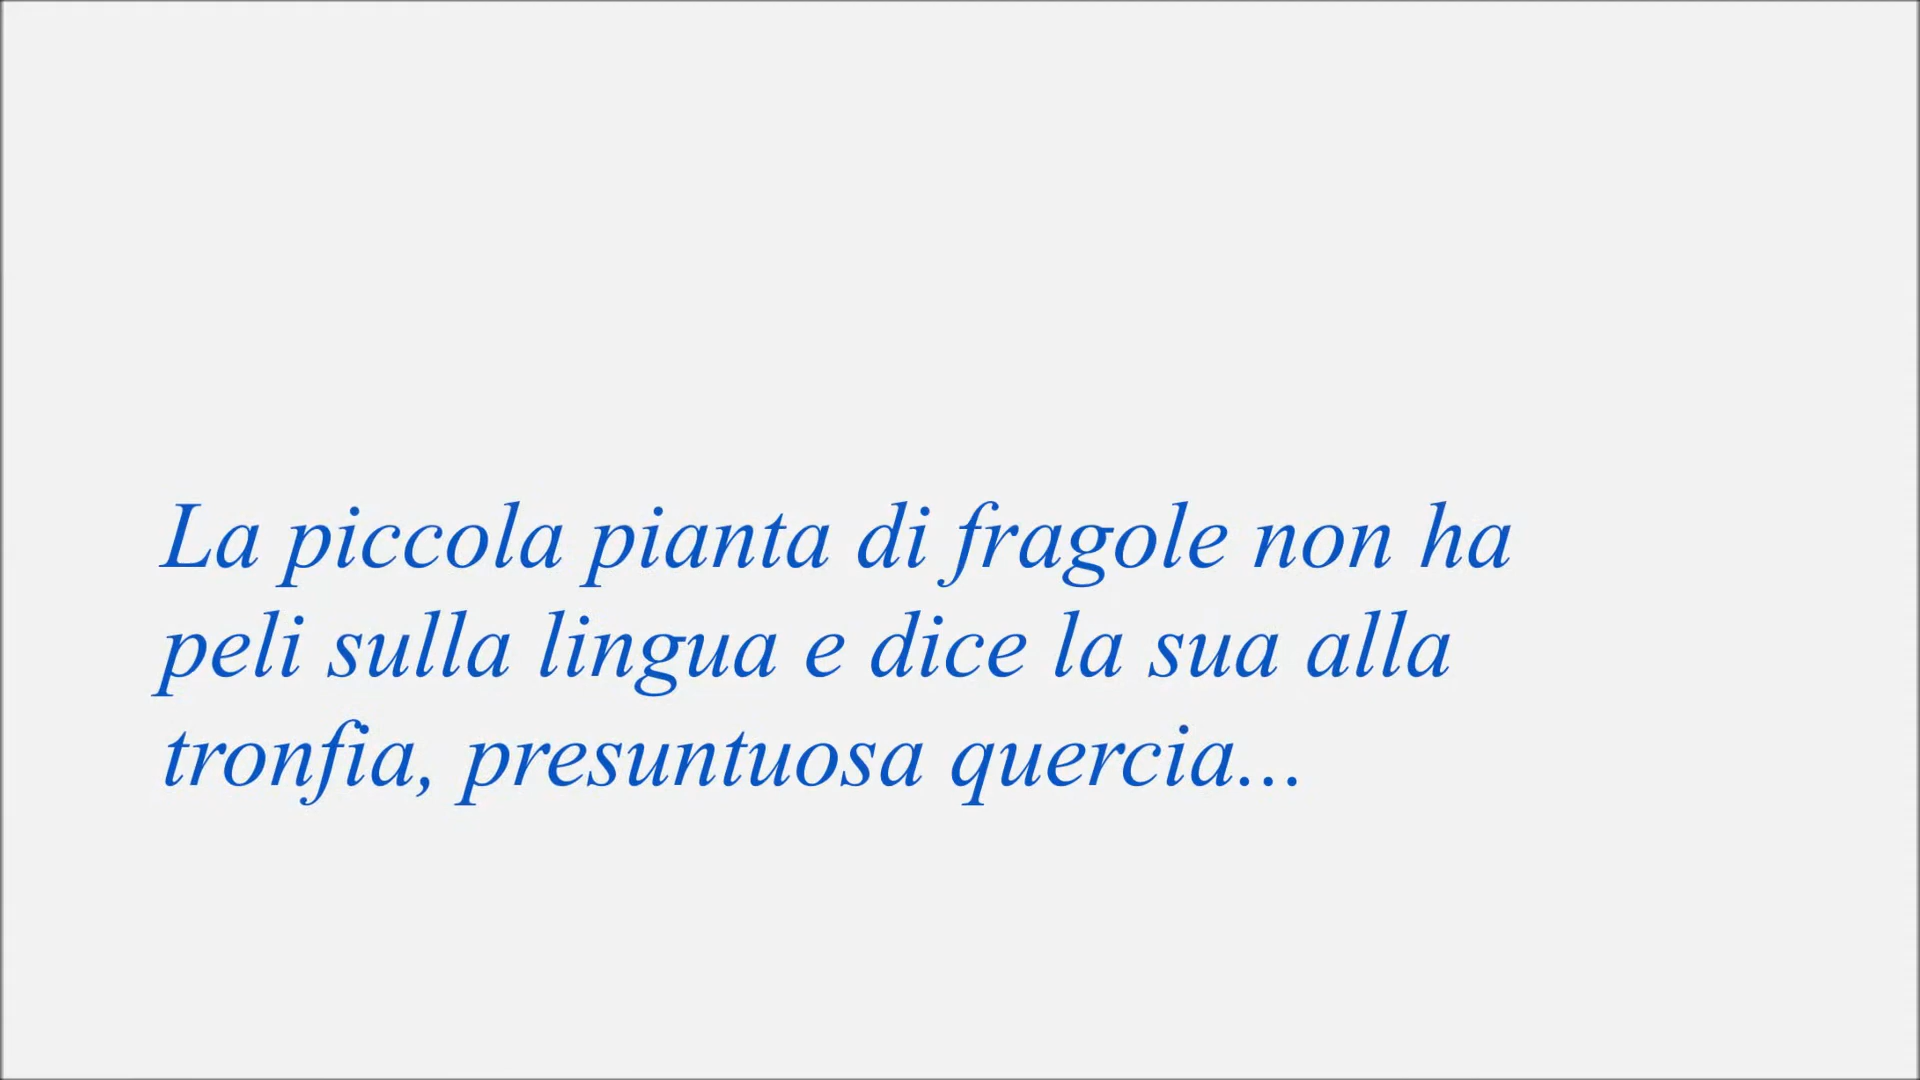 La piccola pianta di fragole non ha
peli sulla lingua e dice la sua alla
tronfia, presuntuosa quercia...